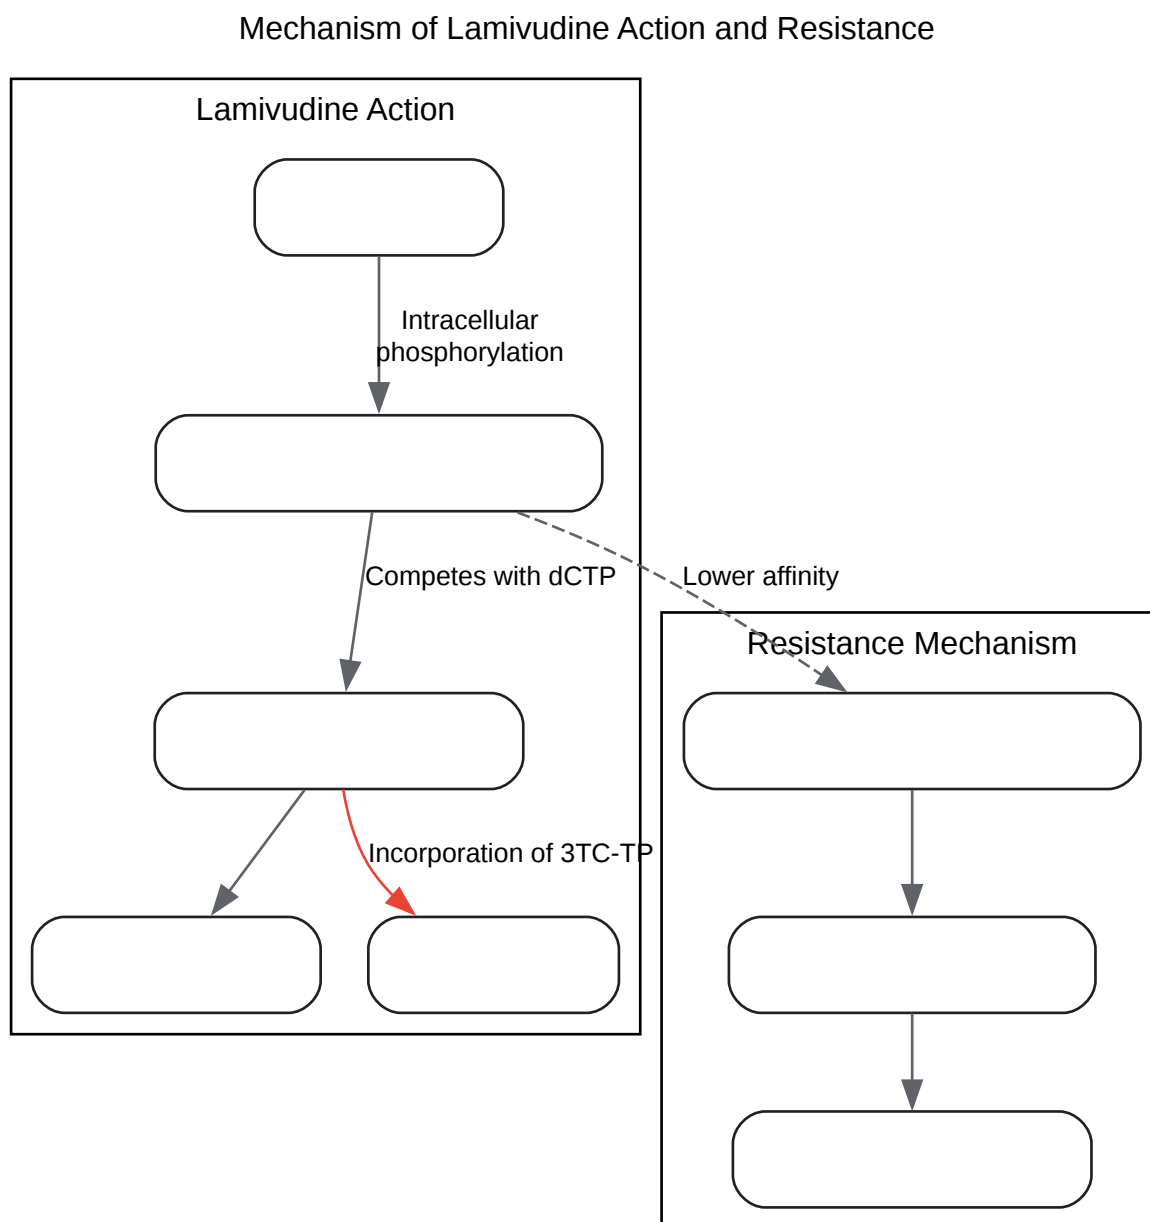 Mechanism of Lamivudine Action and Resistance
Lamivudine Action
Intracellular
phosphorylation
Competes with dCTP
Lower affinity
Resistance Mechanism
Incorporation of 3TC-TP